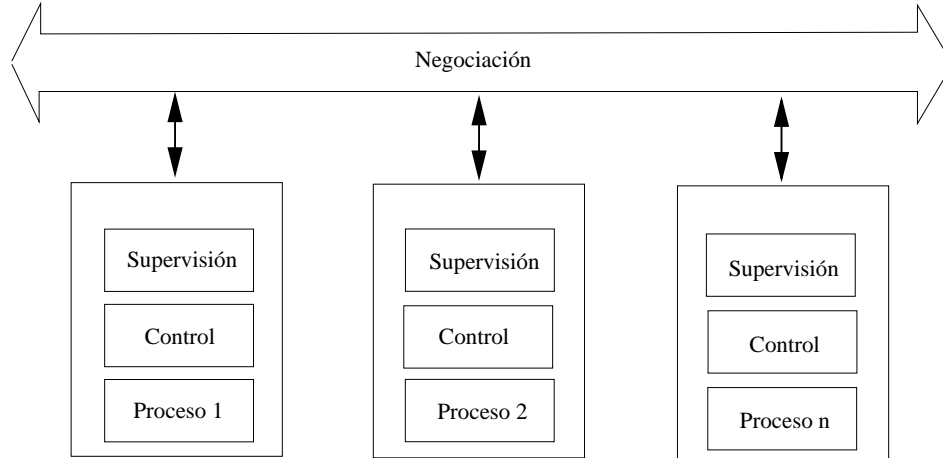 Negociación
Supervisión
Control
Proceso 1
Supervisión
Control
Proceso 2
Supervisión
Control
Proceso n